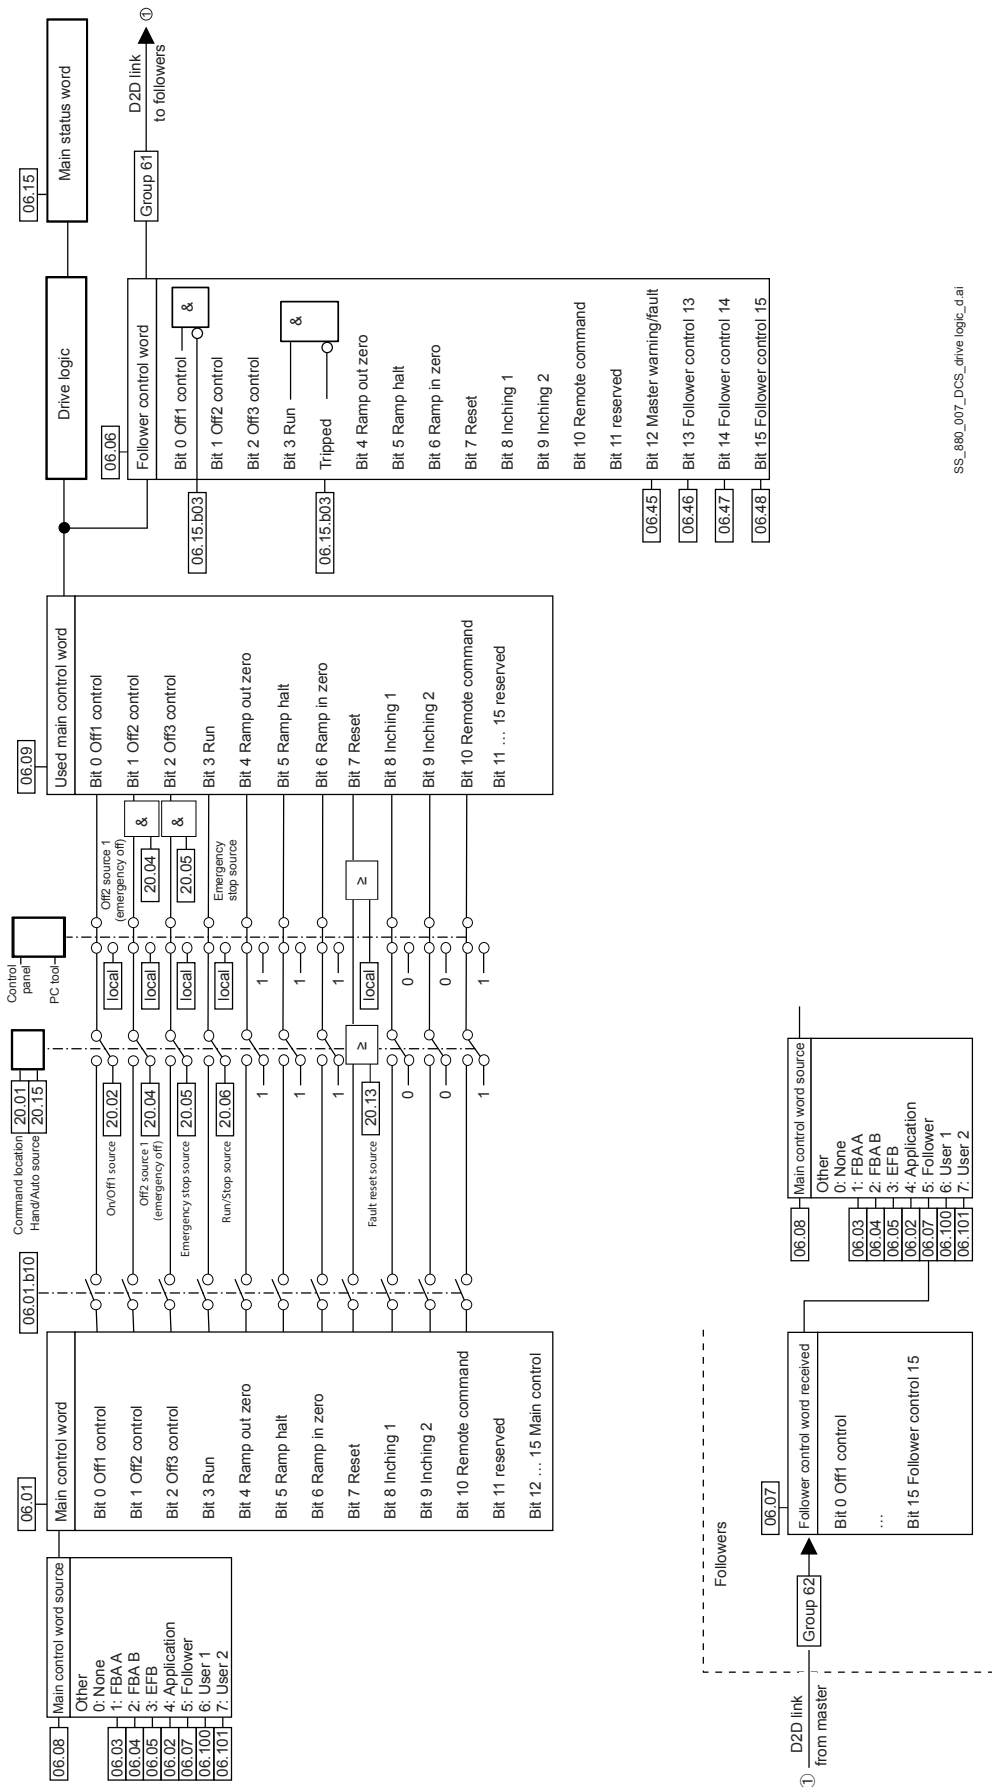 06.08
Main control word source
Other
0: None
06.03 1: FBA A
06.04 2: FBA B
06.05 3: EFB
06.02 4: Application
06.07 5: Follower
06.100 6: User 1
06.101 7: User 2
06.01
Main control word
Bit 0 Off1 control
Bit 1 Off2 control
Bit 2 Off3 control
Bit 3 Run
Bit 4 Ramp out zero
Bit 5 Ramp halt
Bit 6 Ramp in zero
Bit 7 Reset
Bit 8 Inching 1
Bit 9 Inching 2
Bit 10 Remote command
Bit 11 reserved
Bit 12 … 15 Main control
06.01.b10
Command location 20.01
Hand/Auto source 20.15
On/Off1 source 20.02
Off2 source 1
(emergency off) 20.04
Emergency stop source 20.05
Run/Stop source 20.06
1
1
1
Fault reset source 20.13
≥
0
0
1
Control
panel
PC tool
local
local
local
local
1
1
1
local
≥
0
0
1
Off2 source 1
(emergency off)
20.04 &
20.05 &
Emergency
stop source
06.09
Used main control word
Bit 0 Off1 control
Bit 1 Off2 control
Bit 2 Off3 control
Bit 3 Run
Bit 4 Ramp out zero
Bit 5 Ramp halt
Bit 6 Ramp in zero
Bit 7 Reset
Bit 8 Inching 1
Bit 9 Inching 2
Bit 10 Remote command
Bit 11 … 15 reserved
Drive logic
06.15
Main status word
06.06
Follower control word
Bit 0 Off1 control &
06.15.b03
Bit 1 Off2 control
Bit 2 Off3 control
Bit 3 Run &
06.15.b03 Tripped
Bit 4 Ramp out zero
Bit 5 Ramp halt
Bit 6 Ramp in zero
Bit 7 Reset
Bit 8 Inching 1
Bit 9 Inching 2
Bit 10 Remote command
Bit 11 reserved
06.45 Bit 12 Master warning/fault
06.46 Bit 13 Follower control 13
06.47 Bit 14 Follower control 14
06.48 Bit 15 Follower control 15
Group 61
D2D link ①
to followers
Followers
① D2D link
from master
Group 62
06.07
Follower control word received
Bit 0 Off1 control
…
Bit 15 Follower control 15
06.08
Main control word source
Other
0: None
06.03 1: FBA A
06.04 2: FBA B
06.05 3: EFB
06.02 4: Application
06.07 5: Follower
06.100 6: User 1
06.101 7: User 2
SS_880_007_DCS_drive logic_d.ai